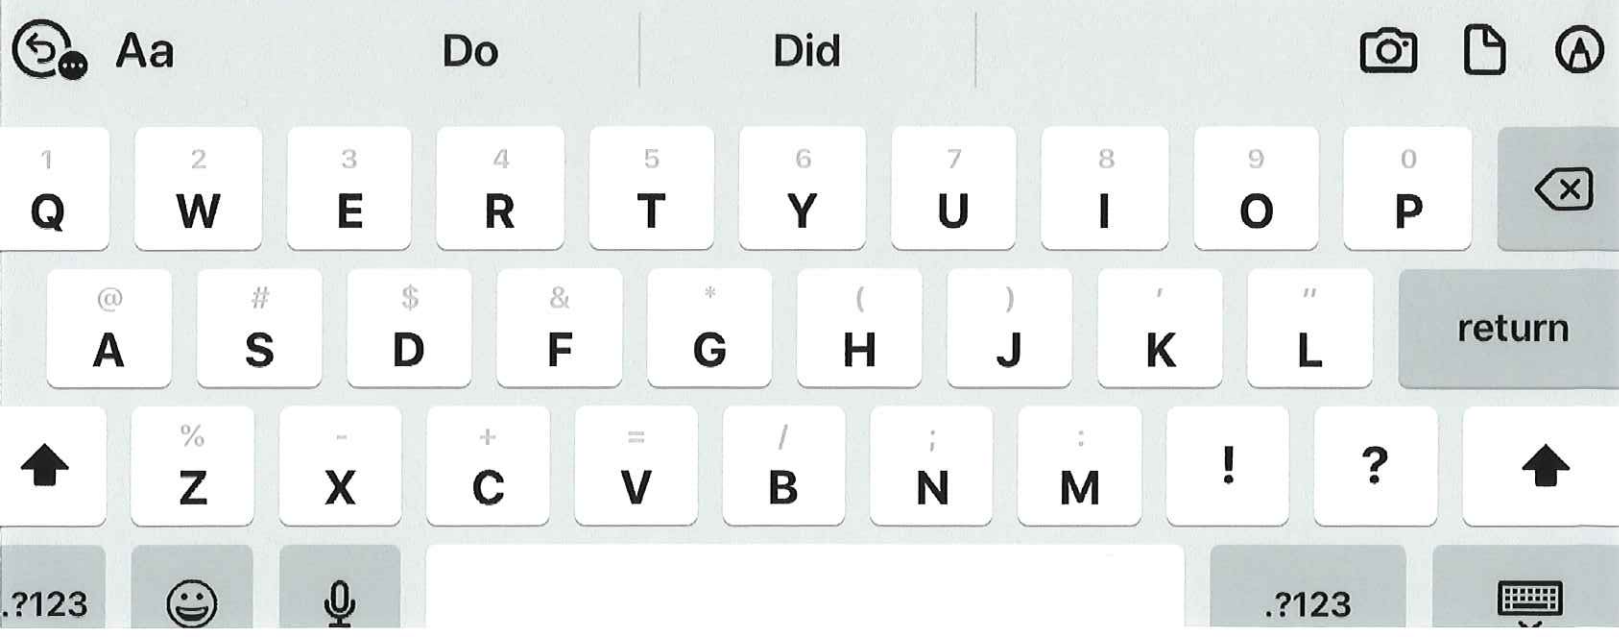 Aa Do Did
1 2 3 4 5 6 7 8 9 0
Q W E R T Y U I O P
@ # $ & * ( ) ' "
A S D F G H J K L return
% - + = / ; :
Z X C V B N M ! ?
.?123 .?123